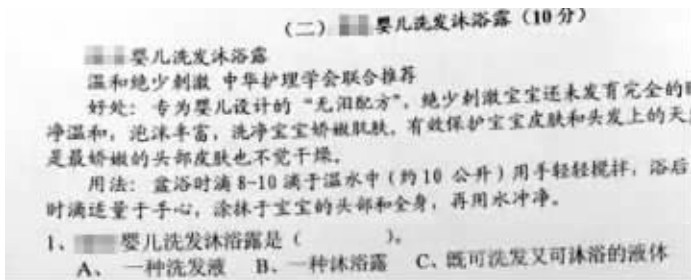 （二）婴儿洗发沐浴露（10分）
婴儿洗发沐浴露
温和绝少刺激 中华护理学会联合推荐
好处：专为婴儿设计的“无泪配方”，绝少刺激宝宝还未发育完全的
净温和，泡沫丰富，洗净宝宝娇嫩肌肤，有效保护宝宝皮肤和头发上的天
是最娇嫩的头部皮肤也不觉干燥。
用法：盆浴时滴8-10滴于温水中（约10 公升）用手轻轻搅拌，浴后
时滴适量于手心，涂抹于宝宝的头部和全身，再用水冲净。
1、婴儿洗发沐浴露是（ ）。
A、一种洗发液 B、一种沐浴露 C、既可洗发又可沐浴的液体